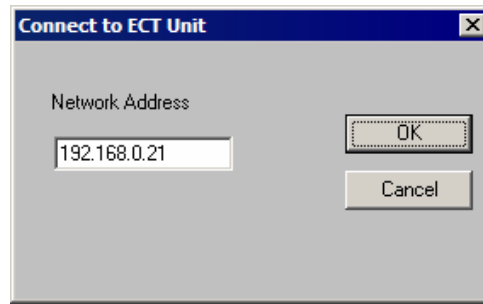 Connect to ECT Unit
Network Address
OK
192.168.0.21
Cancel